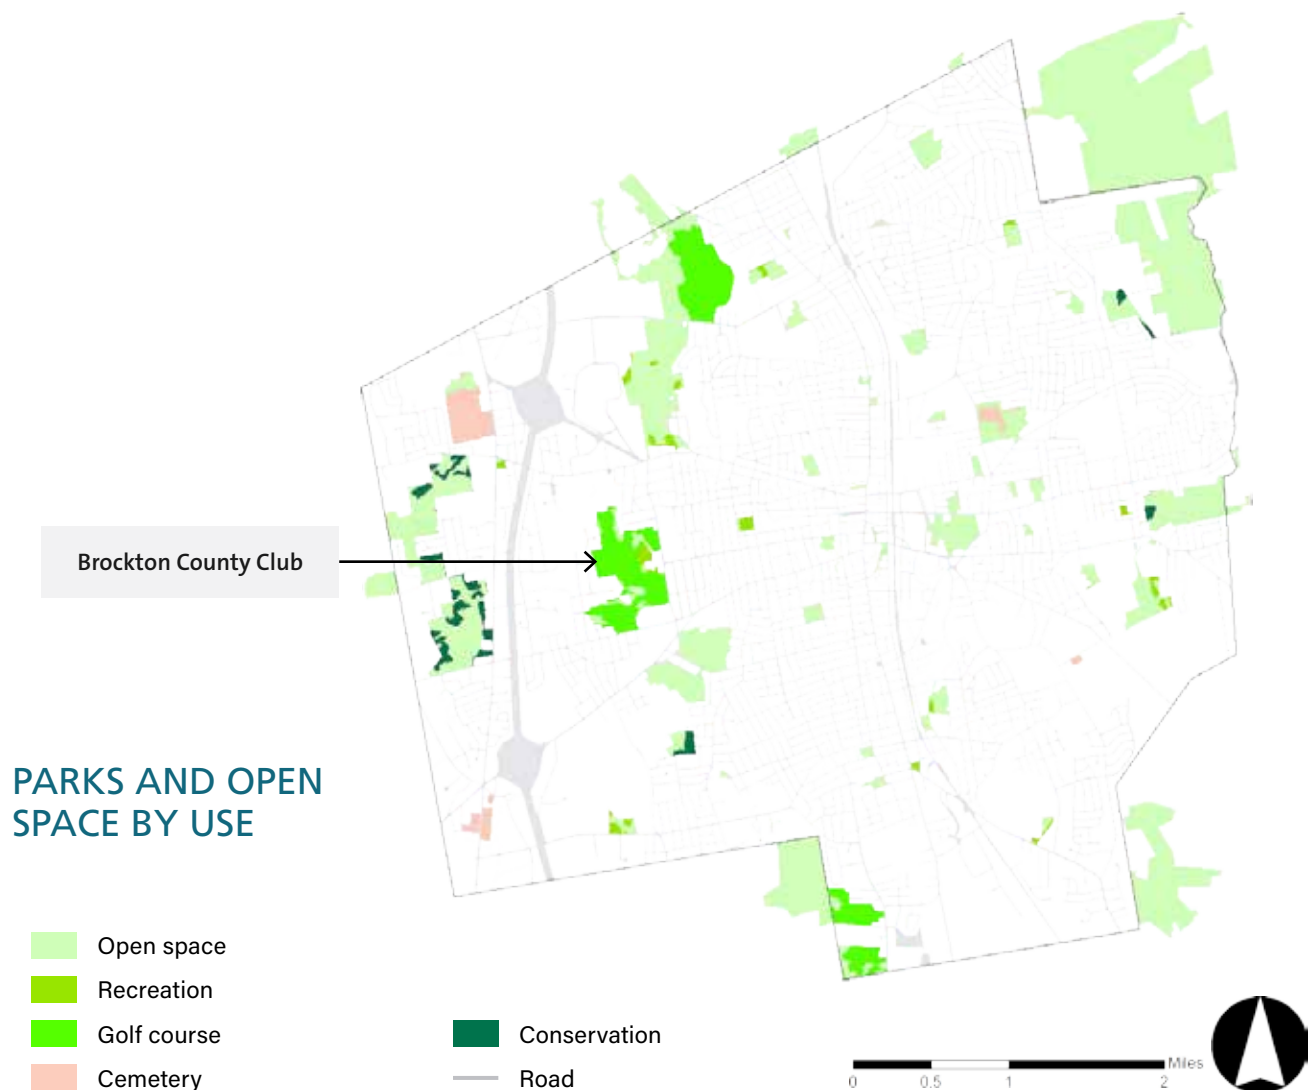 Brockton County Club
PARKS AND OPEN
SPACE BY USE
Open space
Recreation
Golf course
Cemetery
Conservation
Road
Miles
0 0.5 1 2